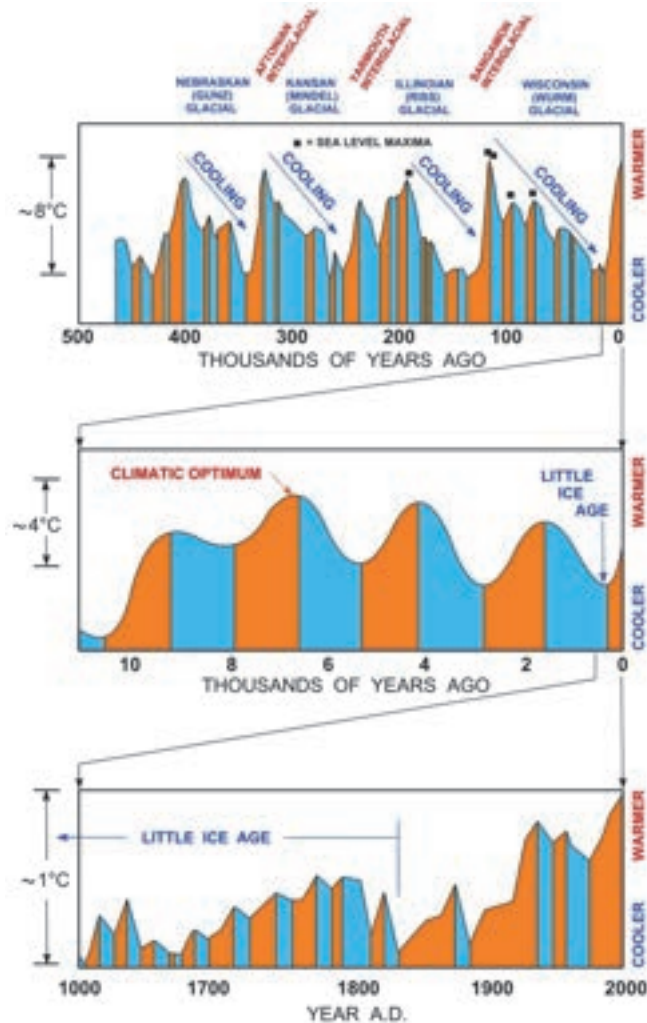 AFTONIAN
INTERGLACIAL
YARMOUTH
INTERGLACIAL
SANGAMON
INTERGLACIAL
NEBRASKAN
(GUNZ)
GLACIAL
KANSAN
(MINDEL)
GLACIAL
ILLINOIAN
(RISS)
GLACIAL
WISCONSIN
(WURM)
GLACIAL
■ = SEA LEVEL MAXIMA
COOLING
COOLING
COOLING
COOLING
~8°C
WARMER
COOLER
500 400 300 200 100 0
THOUSANDS OF YEARS AGO
CLIMATIC OPTIMUM
LITTLE
ICE
AGE
~4°C
WARMER
COOLER
10 8 6 4 2 0
THOUSANDS OF YEARS AGO
LITTLE ICE AGE
~1°C
WARMER
COOLER
1000 1700 1800 1900 2000
YEAR A.D.